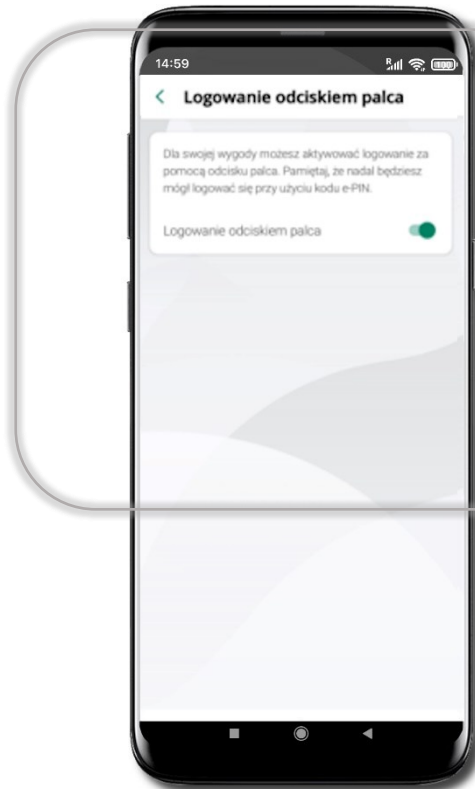 14:59
Logowanie odciskiem palca
Dla swojej wygody możesz aktywować logowanie za
pomocą odcisku palca. Pamiętaj, że nadal będziesz
mógł logować się przy użyciu kodu e-PIN.
Logowanie odciskiem palca